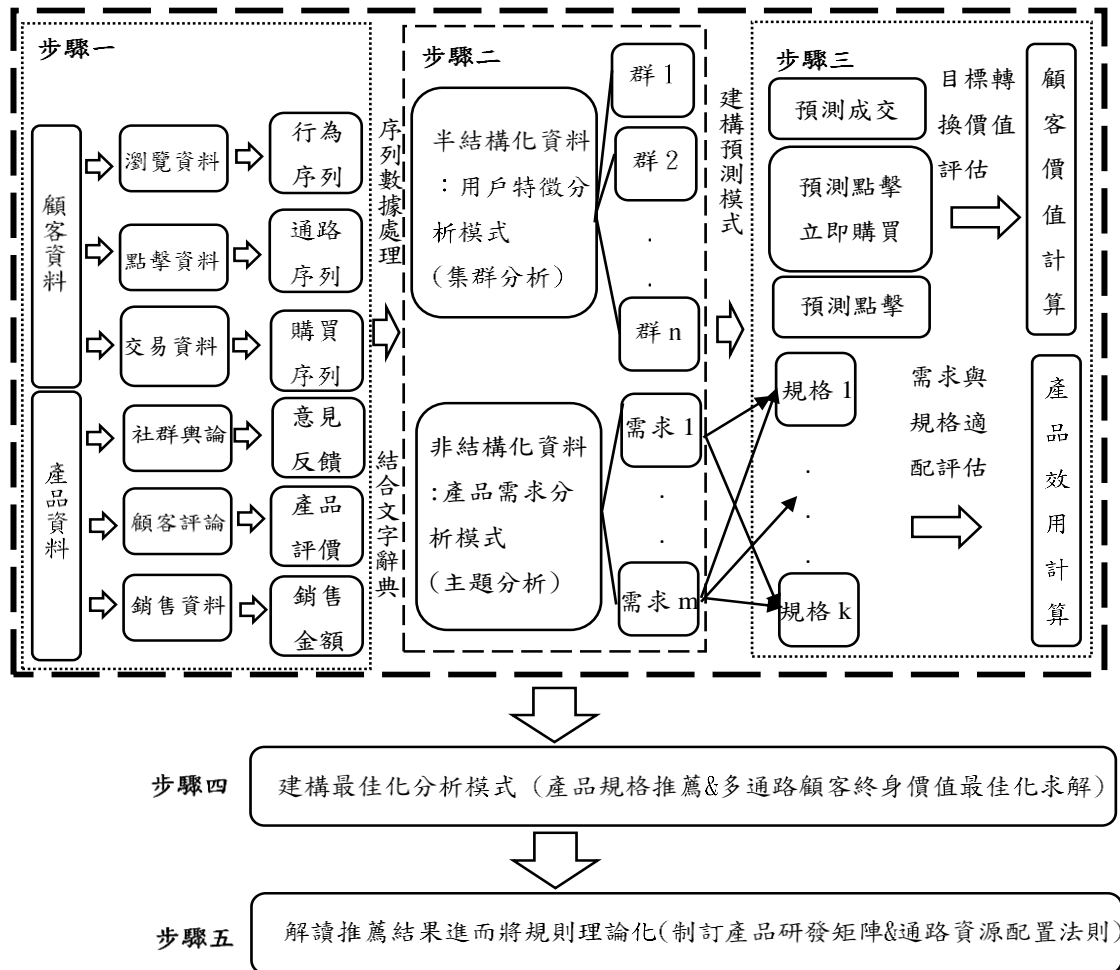 步驟一
顧客資料
瀏覽資料
行為
序列
點擊資料
通路
序列
交易資料
購買
序列
產品資料
社群輿論
意見
反饋
顧客評論
產品
評價
銷售資料
銷售
金額
序列數據處理
結合文字辭典
步驟二
半結構化資料
：用戶特徵分
析模式
(集群分析)
群 1
群 2
.
.
群 n
非結構化資料
:產品需求分
析模式
(主題分析)
需求 1
.
.
需求 m
建構預測模式
步驟三
預測成交
預測點擊
立即購買
預測點擊
目標轉
換價值
評估
顧客價值計算
規格 1
.
.
.
規格 k
需求與
規格適
配評估
產品效用計算
步驟四
建構最佳化分析模式 (產品規格推薦&多通路顧客終身價值最佳化求解)
步驟五
解讀推薦結果進而將規則理論化(制訂產品研發矩陣&通路資源配置法則)